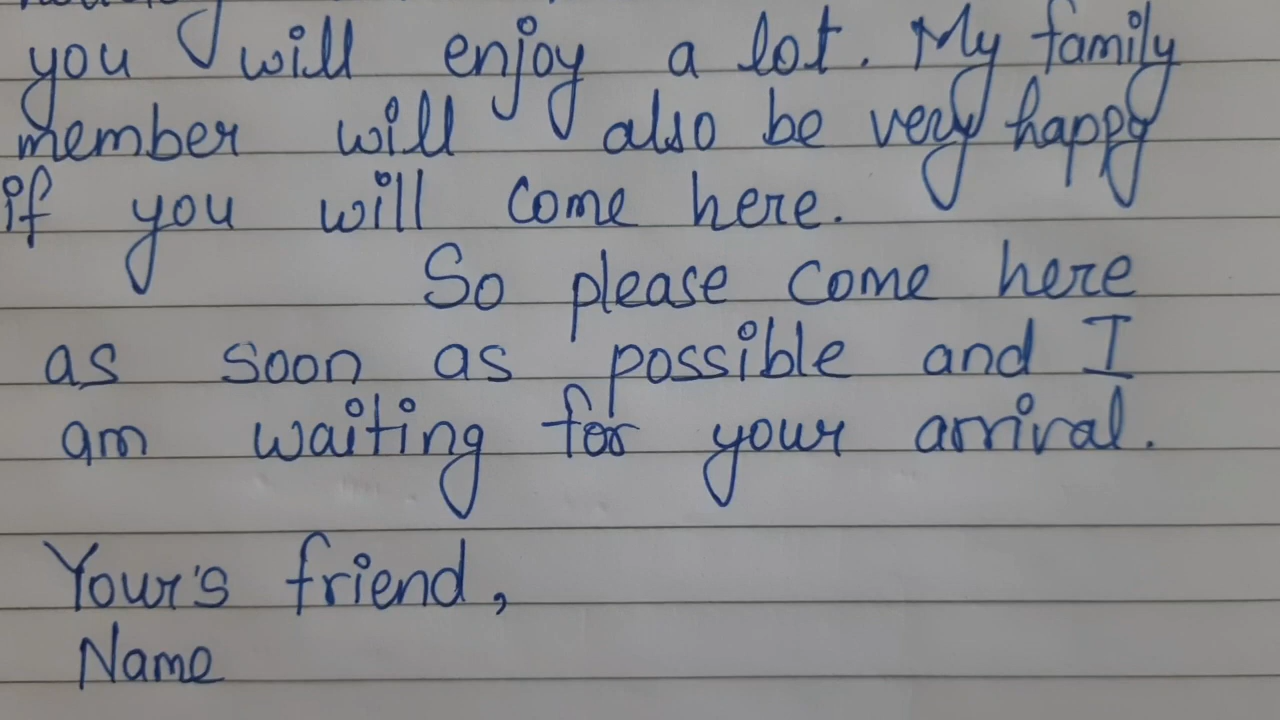 you will enjoy a lot. My family
member will also be very happy
if you will come here.
So please come here
as soon as possible and I
am waiting for your arrival.
Your's friend,
Name